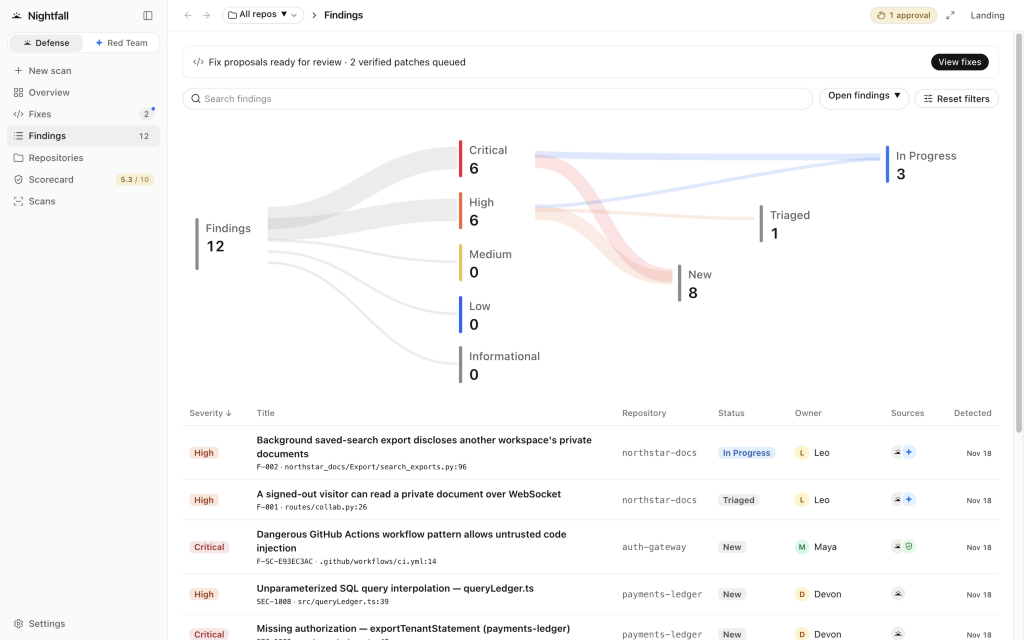 Nightfall
All repos
Findings
1 approval
Landing
Defense
Red Team
New scan
Overview
Fixes 2
Findings 12
Repositories
Scorecard 5.3 / 10
Scans
Settings
Fix proposals ready for review · 2 verified patches queued
View fixes
Search findings
Open findings
Reset filters
Findings
12
Critical
6
High
6
Medium
0
Low
0
Informational
0
In Progress
3
Triaged
1
New
8
Severity ↓ Title Repository Status Owner Sources Detected
High
Background saved-search export discloses another workspace's private
documents
F-002 · northstar_docs/Export/search_exports.py:96
northstar-docs In Progress L Leo Nov 18
High
A signed-out visitor can read a private document over WebSocket
F-001 · routes/collab.py:26
northstar-docs Triaged L Leo Nov 18
Critical
Dangerous GitHub Actions workflow pattern allows untrusted code
injection
F-SC-E93EC3AC · .github/workflows/ci.yml:14
auth-gateway New M Maya Nov 18
High
Unparameterized SQL query interpolation — queryLedger.ts
SEC-1008 · src/queryLedger.ts:39
payments-ledger New D Devon Nov 18
Critical
Missing authorization — exportTenantStatement (payments-ledger)
payments-ledger New D Devon Nov 18